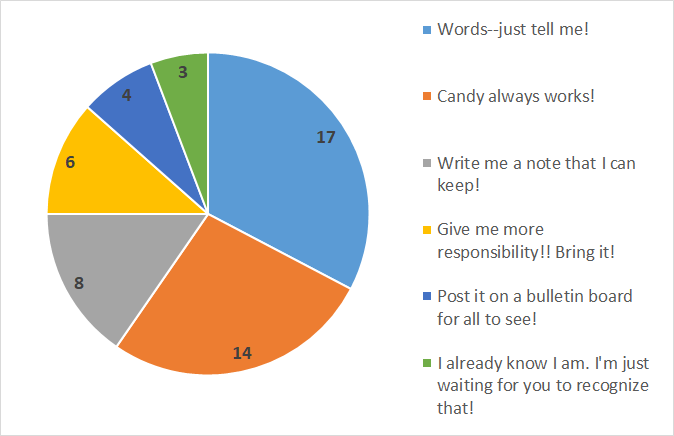 17
14
8
6
4
3
Words--just tell me!
Candy always works!
Write me a note that I can
keep!
Give me more
responsibility!! Bring it!
Post it on a bulletin board
for all to see!
I already know I am. I'm just
waiting for you to recognize
that!